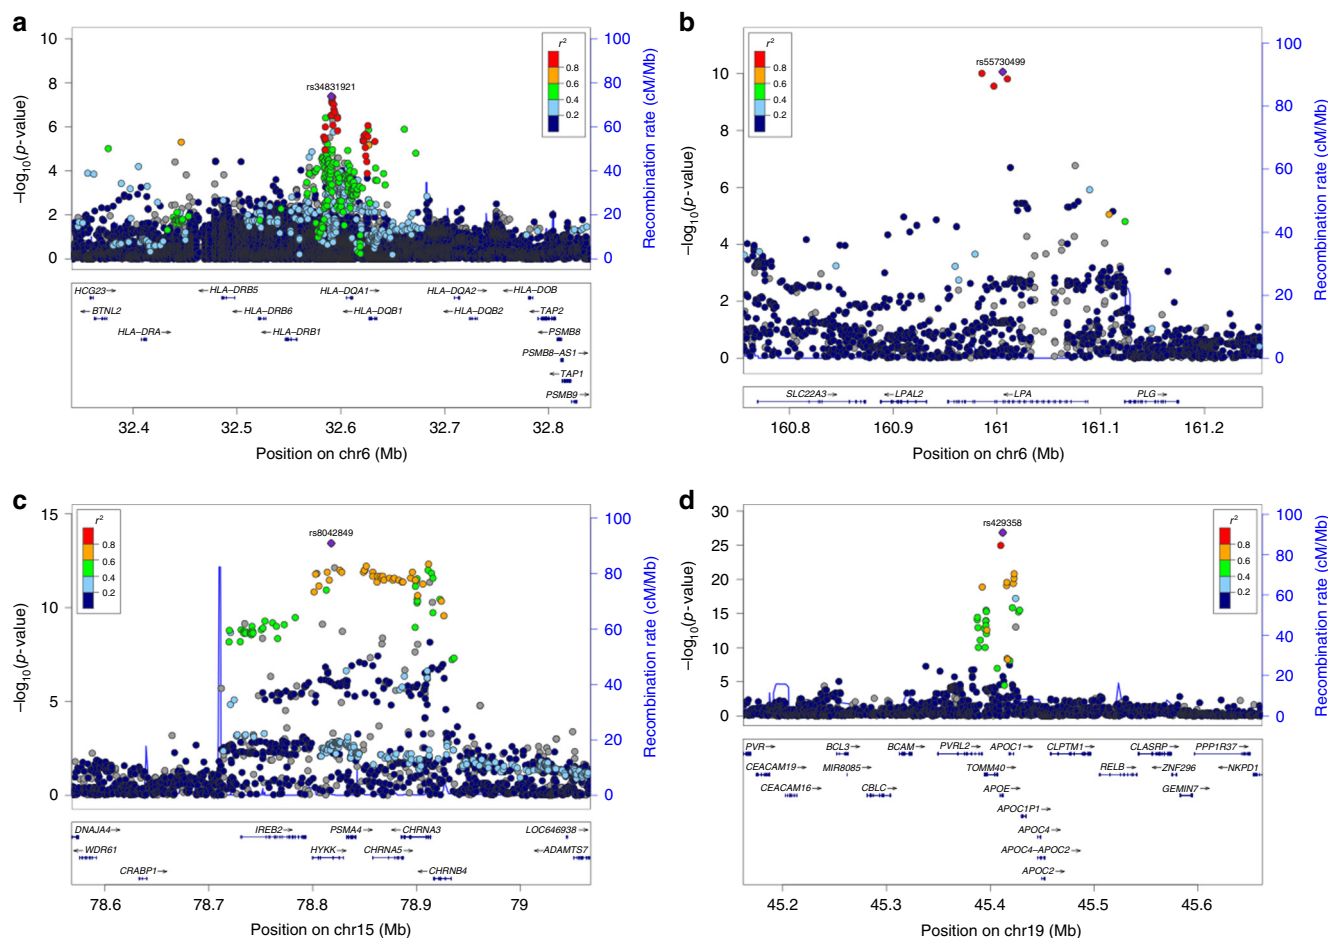 a
10
8
6
4
2
0
−log10(p-value)
100
80
60
40
20
0
Recombination rate (cM/Mb)
r2
0.8
0.6
0.4
0.2
rs34831921
HCG23→
←HLA–DRB5
HLA–DQA1→
HLA–DQA2→
←HLA–DOB
←BTNL2
←HLA–DRB6
←HLA–DQB1
←HLA–DQB2
←TAP2
HLA–DRA→
←HLA–DRB1
←PSMB8
PSMB8–AS1→
←TAP1
PSMB9→
32.4
32.5
32.6
32.7
32.8
Position on chr6 (Mb)
b
10
8
6
4
2
0
−log10(p-value)
100
80
60
40
20
0
Recombination rate (cM/Mb)
r2
0.8
0.6
0.4
0.2
rs55730499
SLC22A3→
←LPAL2
←LPA
PLG→
160.8
160.9
161
161.1
161.2
Position on chr6 (Mb)
c
15
10
5
0
−log10(p-value)
100
80
60
40
20
0
Recombination rate (cM/Mb)
r2
0.8
0.6
0.4
0.2
rs8042849
DNAJA4→
IREB2→
PSMA4→
←CHRNA3
LOC646938→
←WDR61
HYKK→
CHRNA5→
←ADAMTS7
CRABP1→
←CHRNB4
78.6
78.7
78.8
78.9
79
Position on chr15 (Mb)
d
30
25
20
15
10
5
0
−log10(p-value)
100
80
60
40
20
0
Recombination rate (cM/Mb)
r2
0.8
0.6
0.4
0.2
rs429358
PVR→
BCL3→
BCAM→
PVRL2→
APOC1→
CLPTM1→
CLASRP→
PPP1R37→
CEACAM19→
MIR8085→
TOMM40→
RELB→
←ZNF296
←NKPD1
CEACAM16→
CBLC→
APOE→
GEMIN7→
APOC1P1→
APOC4→
APOC4–APOC2→
APOC2→
45.2
45.3
45.4
45.5
45.6
Position on chr19 (Mb)